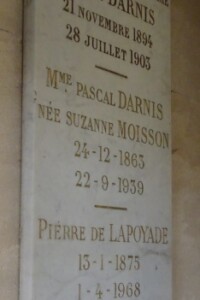 DARNIS
21 NOVEMBRE 1894
28 JUILLET 1903
MME PASCAL DARNIS
NÉE SUZANNE MOISSON
24-12-1863
22-9-1939
PIERRE DE LAPOYADE
13-1-1875
1-4-1968